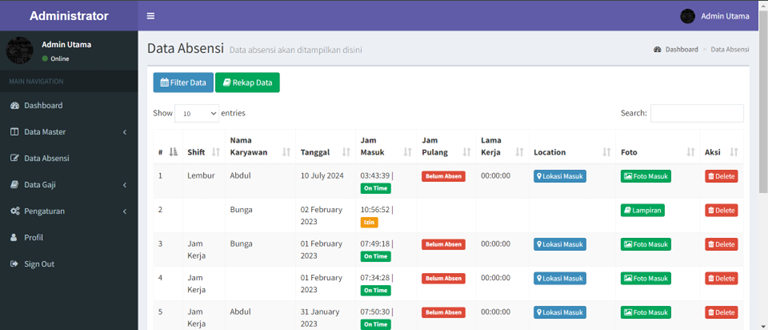 Administrator
Admin Utama
Admin Utama
Online
MAIN NAVIGATION
Dashboard
Data Master
Data Absensi
Data Gaji
Pengaturan
Profil
Sign Out
Data Absensi Data absensi akan ditampilkan disini
Dashboard > Data Absensi
Filter Data Rekap Data
Show 10 entries Search:
# Shift Nama Karyawan Tanggal Jam Masuk Jam Pulang Lama Kerja Location Foto Aksi
1 Lembur Abdul 10 July 2024 03:43:39 | On Time Belum Absen 00:00:00 Lokasi Masuk Foto Masuk Delete
2 Bunga 02 February 2023 10:56:52 | Izin Lampiran Delete
3 Jam Kerja Bunga 01 February 2023 07:49:18 | On Time Belum Absen 00:00:00 Lokasi Masuk Foto Masuk Delete
4 Jam Kerja 01 February 2023 07:34:28 | On Time Belum Absen 00:00:00 Lokasi Masuk Foto Masuk Delete
5 Jam Kerja Abdul 31 January 2023 07:50:30 | On Time Belum Absen 00:00:00 Lokasi Masuk Foto Masuk Delete